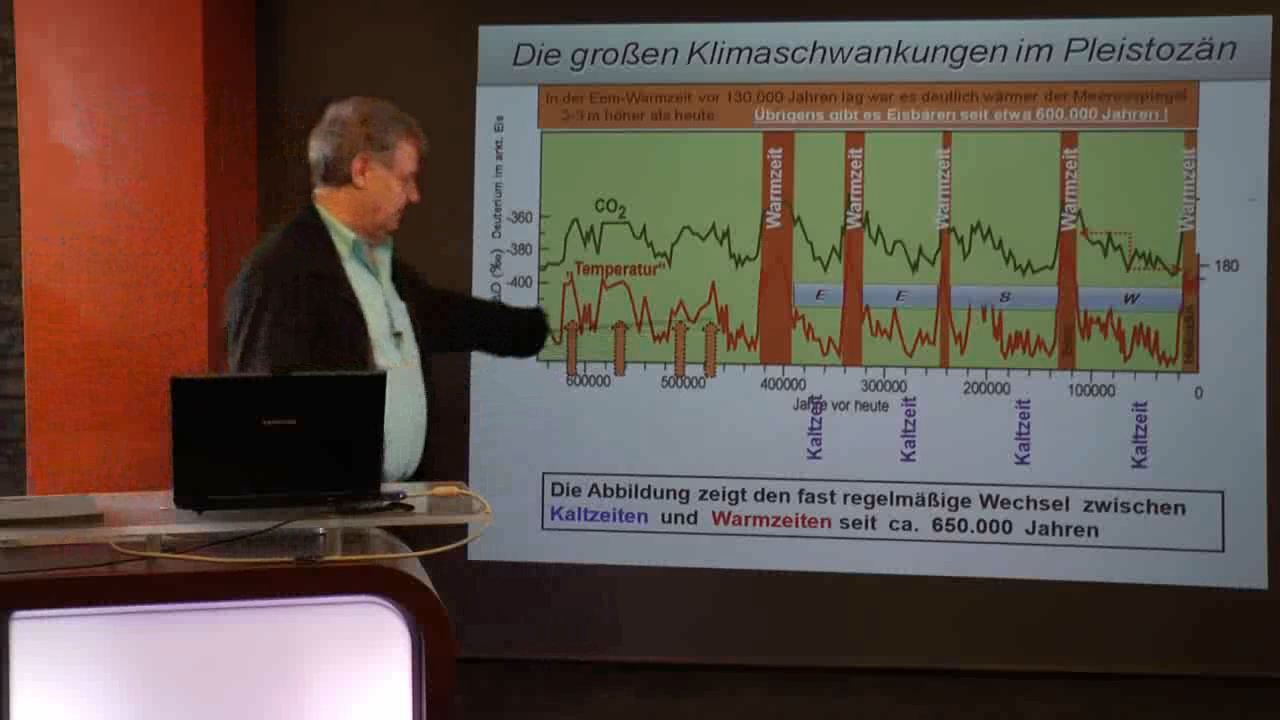 Die großen Klimaschwankungen im Pleistozän
In der Eem-Warmzeit vor 130.000 Jahren lag war es deutlich wärmer der Meeresspiegel
m höher als heute. Übrigens gibt es Eisbären seit etwa 600.000 Jahren !
(‰) Deuterium im arkt. Eis
-360
-380
-400
CO2
„Temperatur"
Warmzeit
Warmzeit
Warmzeit
Warmzeit
Warmzeit
180
E
E
S
W
600000
500000
400000
300000
200000
100000
0
Jahre vor heute
Kaltzeit
Kaltzeit
Kaltzeit
Kaltzeit
Die Abbildung zeigt den fast regelmäßige Wechsel zwischen
Kaltzeiten und Warmzeiten seit ca. 650.000 Jahren